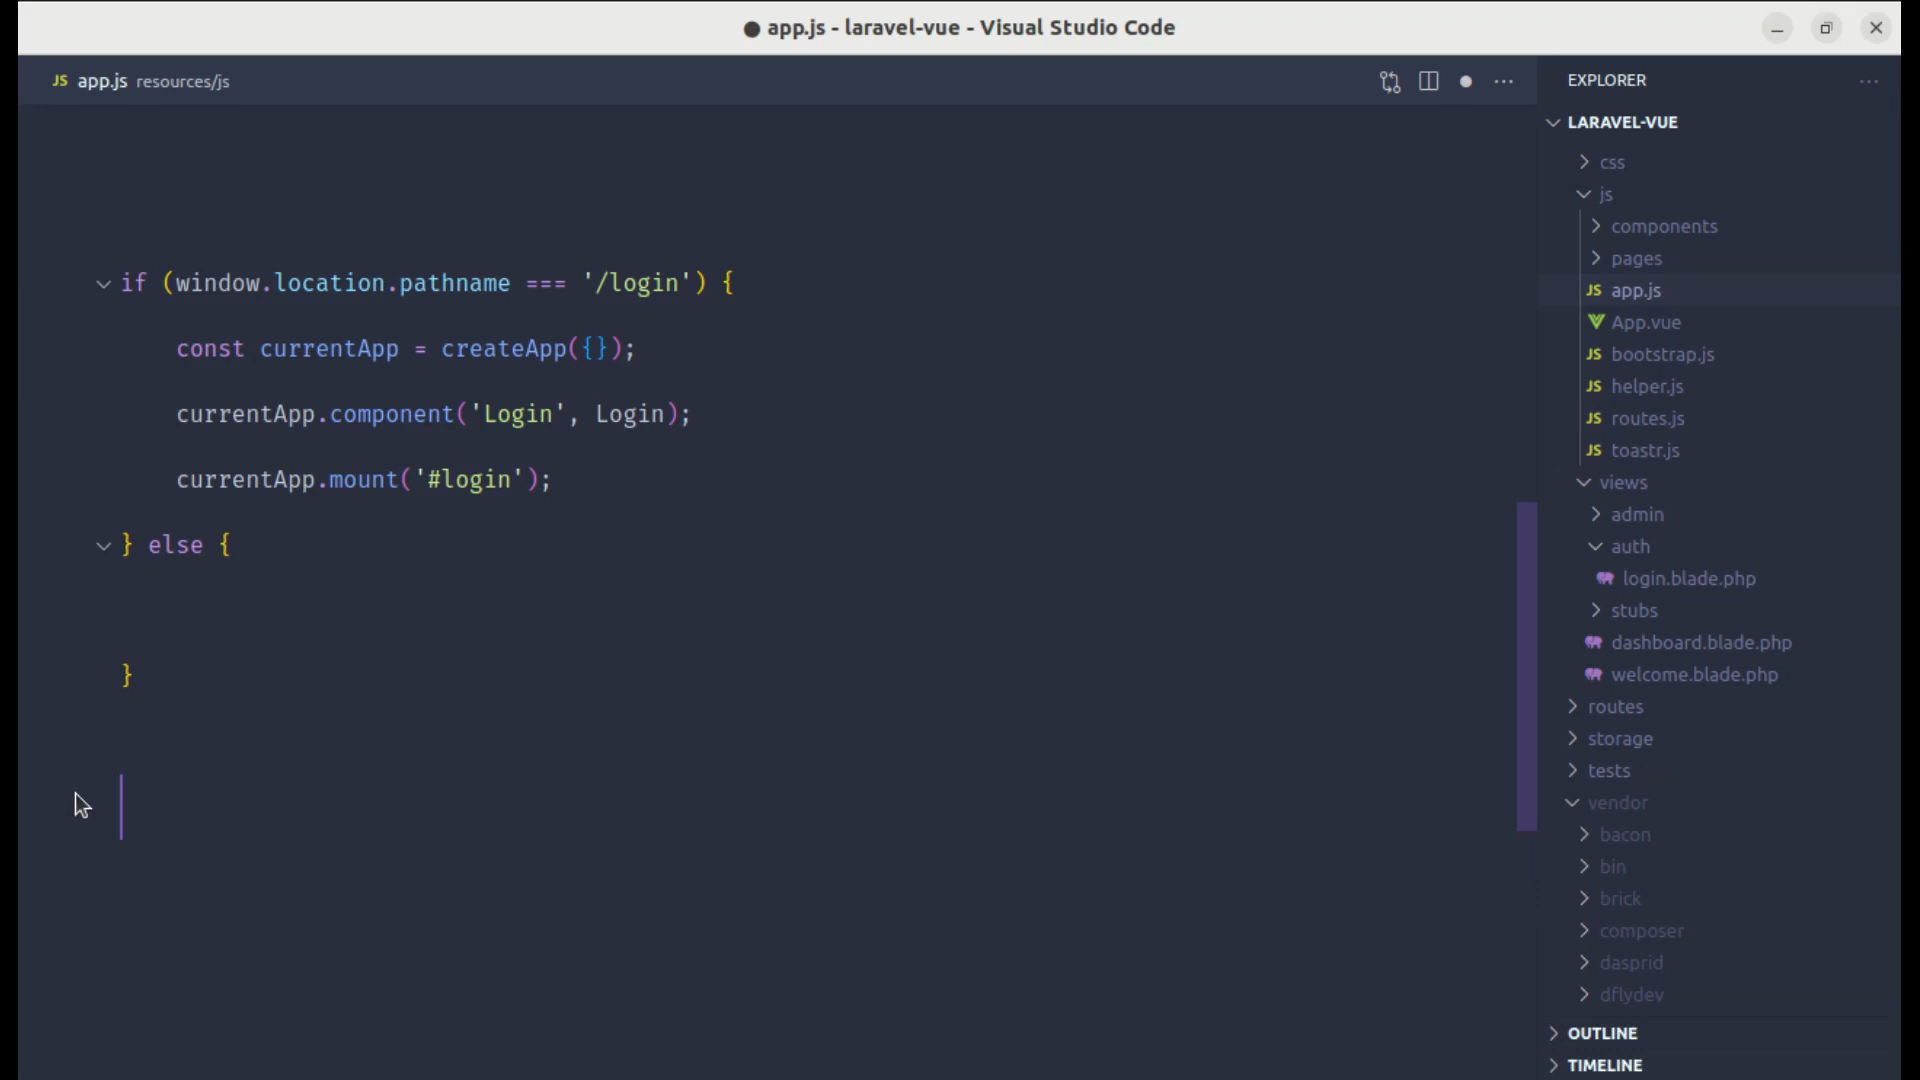 ● app.js - laravel-vue - Visual Studio Code
JS app.js resources/js
if (window.location.pathname === '/login') {
const currentApp = createApp({});
currentApp.component('Login', Login);
currentApp.mount('#login');
} else {
}
EXPLORER
LARAVEL-VUE
css
js
components
pages
JS app.js
App.vue
JS bootstrap.js
JS helper.js
JS routes.js
JS toastr.js
views
admin
auth
login.blade.php
stubs
dashboard.blade.php
welcome.blade.php
routes
storage
tests
vendor
bacon
bin
brick
composer
dasprid
dflydev
OUTLINE
TIMELINE